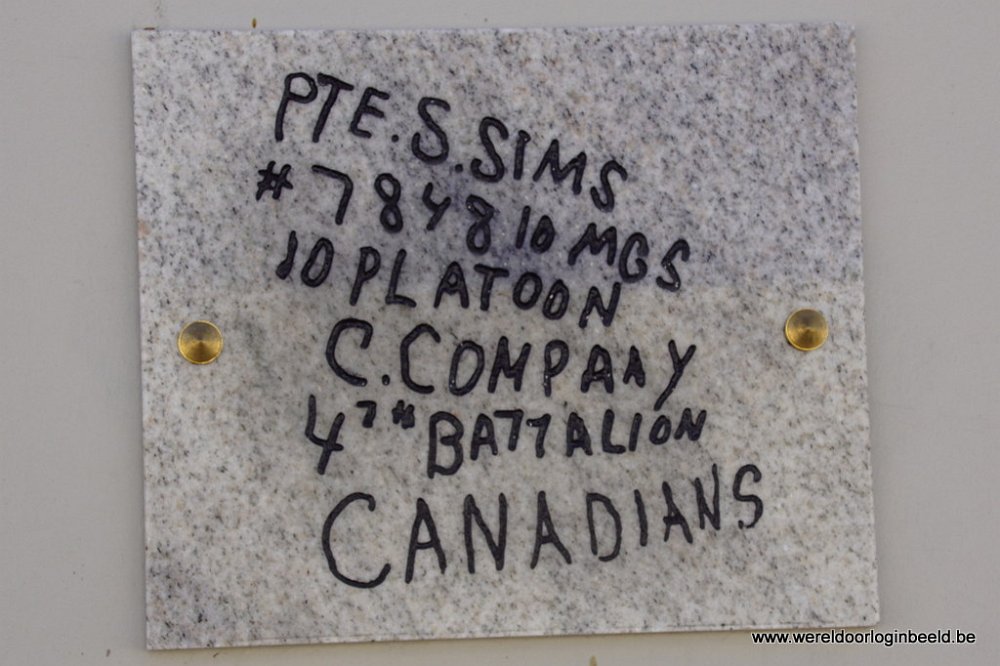 PTE. S. SIMS
# 784810 MGS
10 PLATOON
C. COMPANY
4TH BATTALION
CANADIANS
www.wereldoorloginbeeld.be